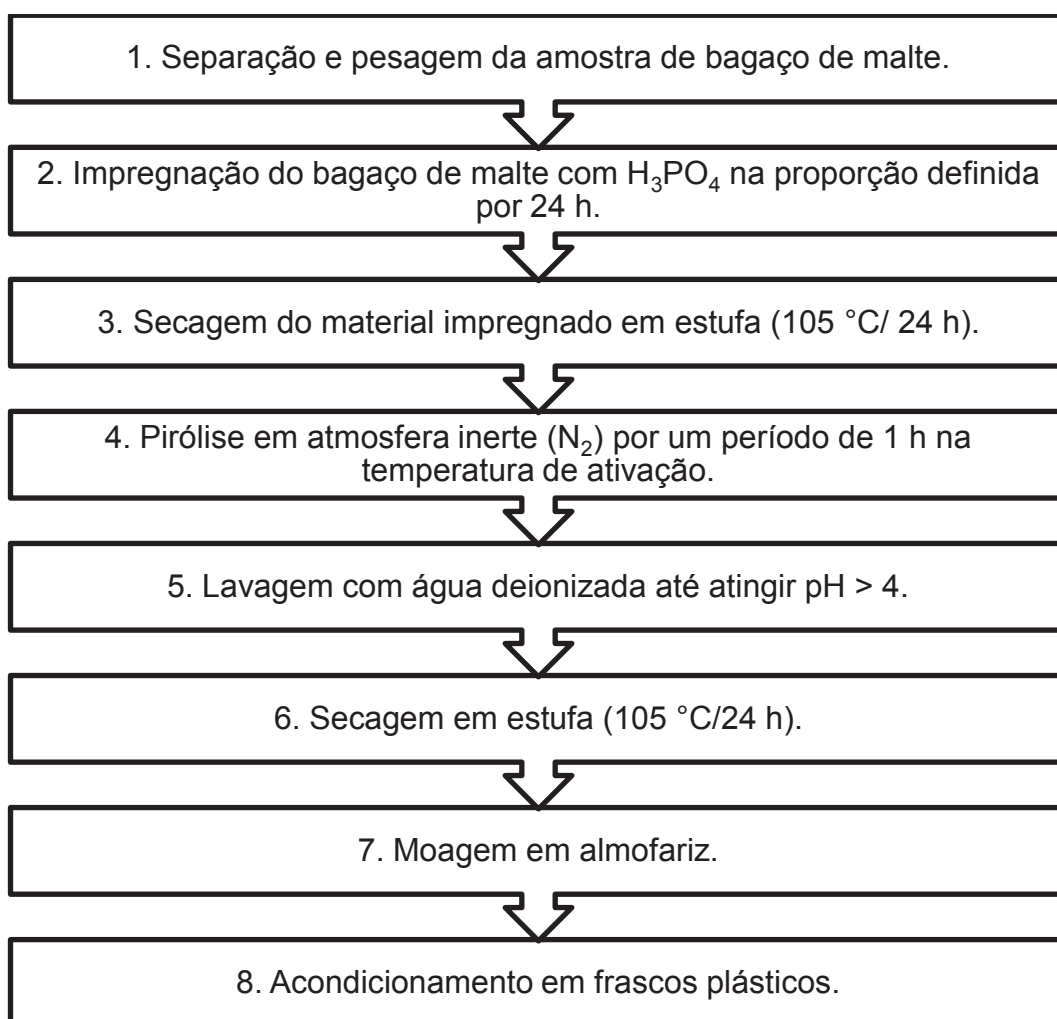 1. Separação e pesagem da amostra de bagaço de malte.
2. Impregnação do bagaço de malte com H₃PO₄ na proporção definida
por 24 h.
3. Secagem do material impregnado em estufa (105 °C/ 24 h).
4. Pirólise em atmosfera inerte (N₂) por um período de 1 h na
temperatura de ativação.
5. Lavagem com água deionizada até atingir pH > 4.
6. Secagem em estufa (105 °C/24 h).
7. Moagem em almofariz.
8. Acondicionamento em frascos plásticos.